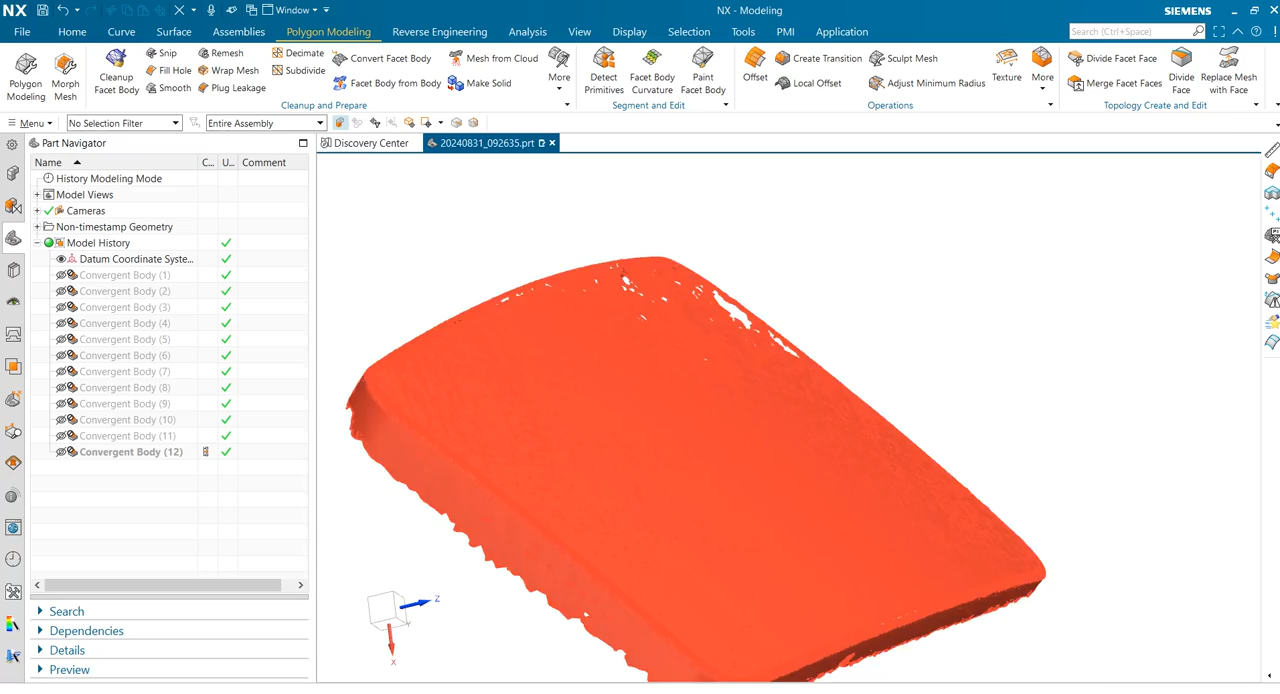 NX Window NX - Modeling SIEMENS
File Home Curve Surface Assemblies Polygon Modeling Reverse Engineering Analysis View Display Selection Tools PMI Application Search (Ctrl+Space)
Polygon Modeling
Morph Mesh
Cleanup Facet Body
Snip
Fill Hole
Smooth
Remesh
Wrap Mesh
Plug Leakage
Decimate
Subdivide
Convert Facet Body
Facet Body from Body
Mesh from Cloud
Make Solid
More
Cleanup and Prepare
Detect Primitives
Facet Body Curvature
Paint Facet Body
Segment and Edit
Offset
Create Transition
Local Offset
Sculpt Mesh
Adjust Minimum Radius
Texture
More
Operations
Divide Facet Face
Merge Facet Faces
Divide Face
Replace Mesh with Face
Topology Create and Edit
Menu No Selection Filter Entire Assembly
Part Navigator
Discovery Center 20240831_092635.prt
Name C... U... Comment
History Modeling Mode
Model Views
Cameras
Non-timestamp Geometry
Model History
Datum Coordinate Syste...
Convergent Body (1)
Convergent Body (2)
Convergent Body (3)
Convergent Body (4)
Convergent Body (5)
Convergent Body (6)
Convergent Body (7)
Convergent Body (8)
Convergent Body (9)
Convergent Body (10)
Convergent Body (11)
Convergent Body (12)
Search
Dependencies
Details
Preview
Z
Y
X